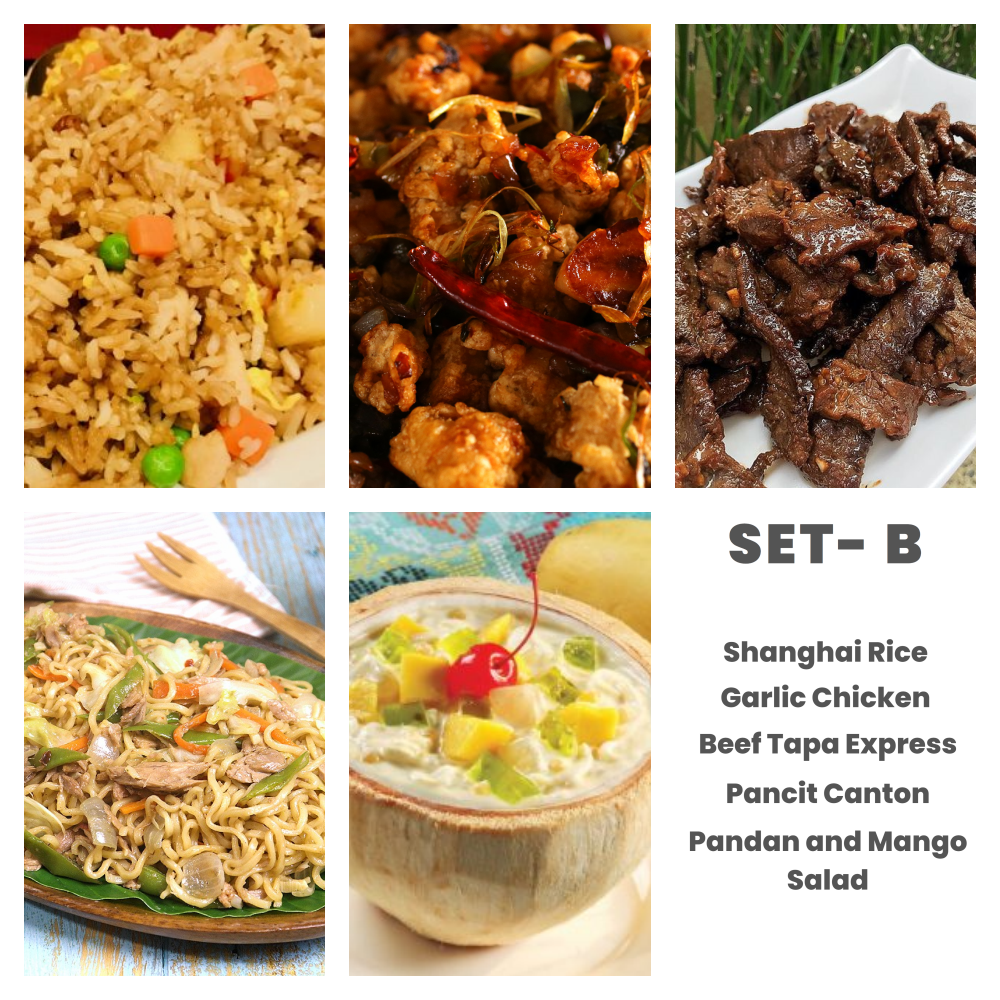 SET- B
Shanghai Rice
Garlic Chicken
Beef Tapa Express
Pancit Canton
Pandan and Mango
Salad